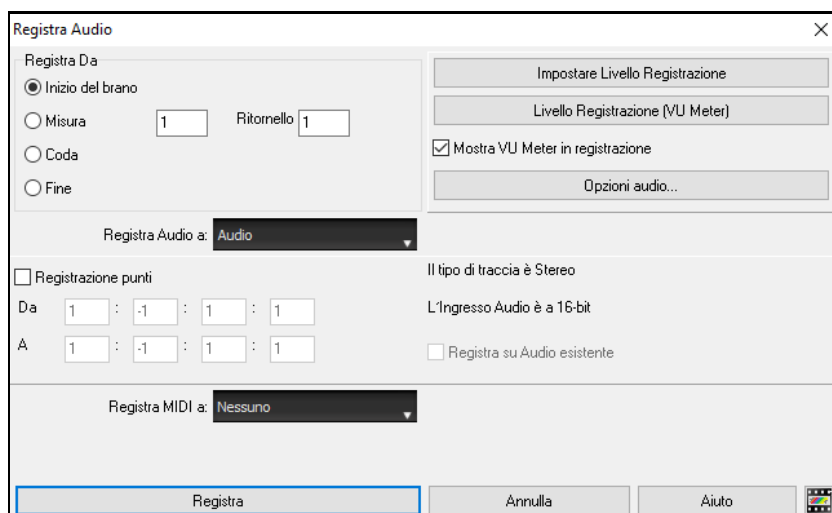 Registra Audio
Registra Da
Inizio del brano
Misura 1 Ritornello 1
Coda
Fine
Impostare Livello Registrazione
Livello Registrazione (VU Meter)
Mostra VU Meter in registrazione
Opzioni audio...
Registra Audio a: Audio
Registrazione punti
Da 1 : -1 : 1 : 1
A 1 : -1 : 1 : 1
Il tipo di traccia è Stereo
L´Ingresso Audio è a 16-bit
Registra su Audio esistente
Registra MIDI a: Nessuno
Registra Annulla Aiuto